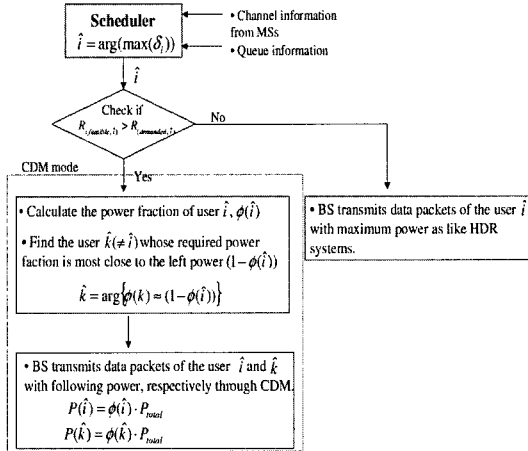 Scheduler
î = arg(max(δ_i))
• Channel information
from MSs
• Queue information
î
Check if
R_(feasible, î) > R_(demanded, î)
No
Yes
CDM mode
• Calculate the power fraction of user î, ϕ(î)
• Find the user k̂(≠ î) whose required power
faction is most close to the left power (1−ϕ(î))
k̂ = arg{ϕ(k) ≈ (1−ϕ(î))}
• BS transmits data packets of the user î
with maximum power as like HDR
systems.
• BS transmits data packets of the user î and k̂
with following power, respectively through CDM.
P(î) = ϕ(î) · P_total
P(k̂) = ϕ(k̂) · P_total